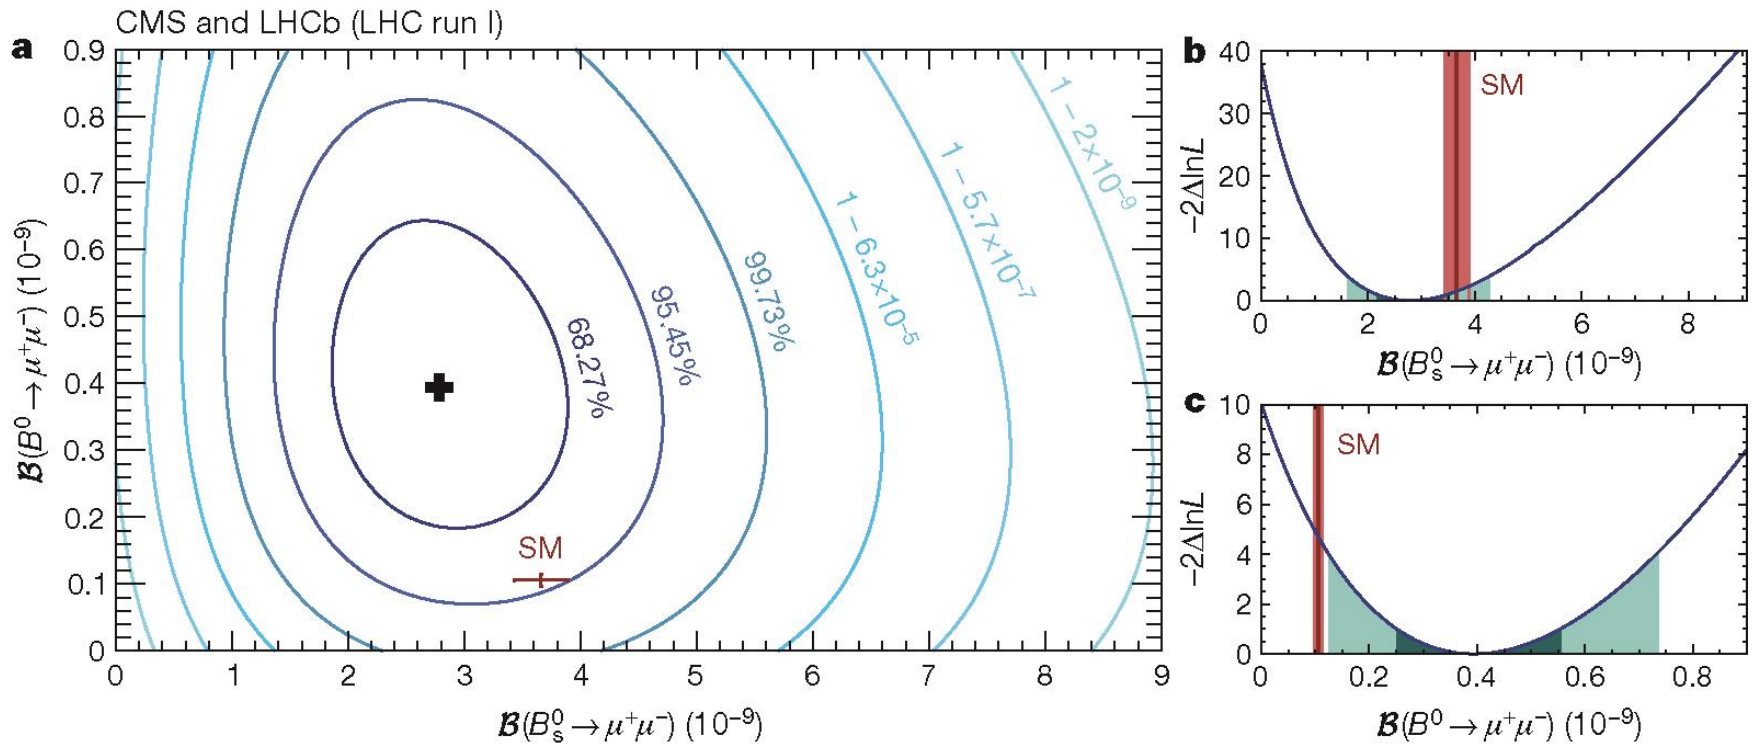 CMS and LHCb (LHC run I)
a
0.9
0.8
0.7
0.6
0.5
0.4
0.3
0.2
0.1
0
ℬ(B⁰ → μ⁺μ⁻) (10⁻⁹)
68.27%
95.45%
99.73%
1 – 6.3×10⁻⁵
1 – 5.7×10⁻⁷
1 – 2×10⁻⁹
SM
0 1 2 3 4 5 6 7 8 9
ℬ(B⁰ₛ → μ⁺μ⁻) (10⁻⁹)
b
40
30
20
10
0
–2ΔlnL
SM
0 2 4 6 8
ℬ(B⁰ₛ → μ⁺μ⁻) (10⁻⁹)
c
10
8
6
4
2
0
–2ΔlnL
SM
0 0.2 0.4 0.6 0.8
ℬ(B⁰ → μ⁺μ⁻) (10⁻⁹)